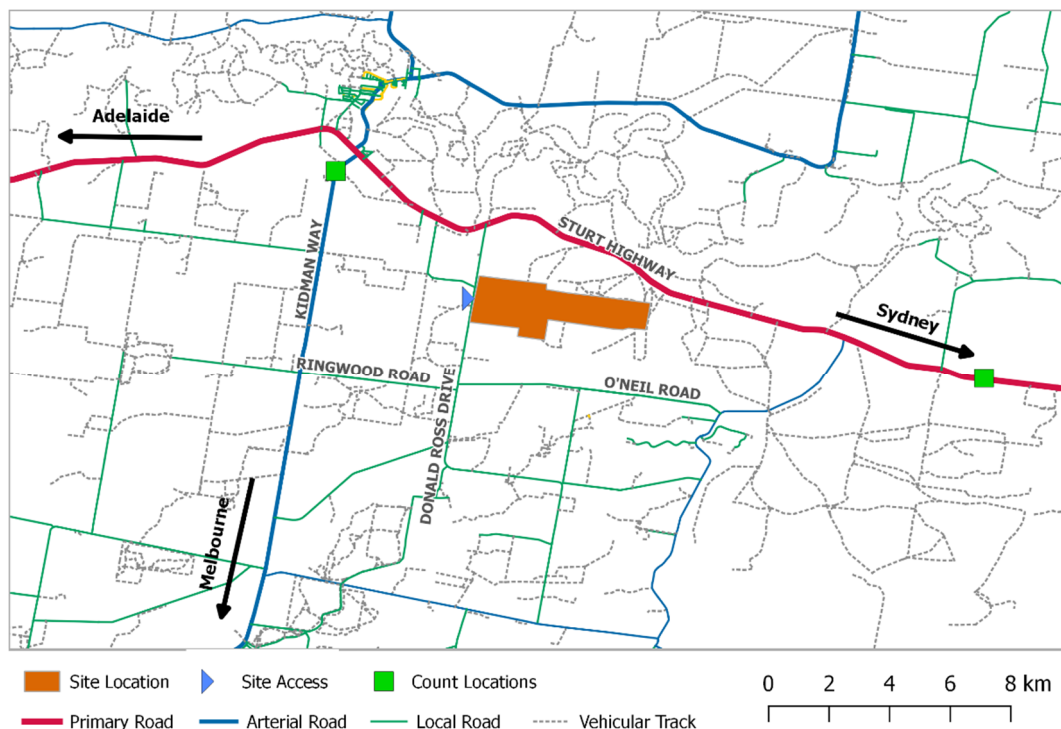 Adelaide
STURT HIGHWAY
KIDMAN WAY
Sydney
RINGWOOD ROAD
O'NEIL ROAD
DONALD ROSS DRIVE
Melbourne
Site Location
Site Access
Count Locations
0 2 4 6 8 km
Primary Road
Arterial Road
Local Road
Vehicular Track